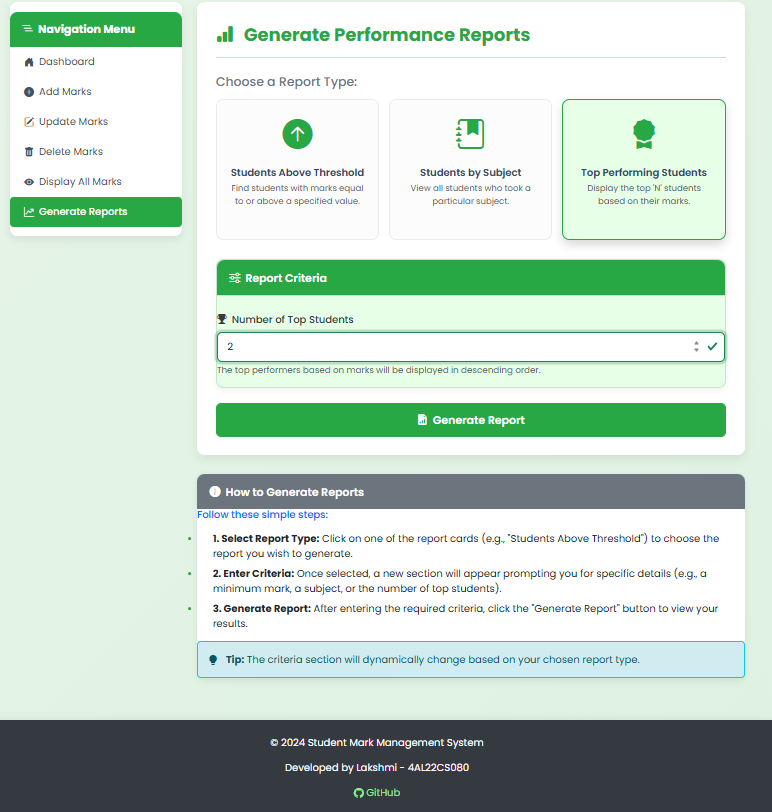 Navigation Menu
Dashboard
Add Marks
Update Marks
Delete Marks
Display All Marks
Generate Reports
Generate Performance Reports
Choose a Report Type:
Students Above Threshold
Find students with marks equal
to or above a specified value.
Students by Subject
View all students who took a
particular subject.
Top Performing Students
Display the top 'N' students
based on their marks.
Report Criteria
Number of Top Students
2
The top performers based on marks will be displayed in descending order.
Generate Report
How to Generate Reports
Follow these simple steps:
1. Select Report Type: Click on one of the report cards (e.g., "Students Above Threshold") to choose the
report you wish to generate.
2. Enter Criteria: Once selected, a new section will appear prompting you for specific details (e.g., a
minimum mark, a subject, or the number of top students).
3. Generate Report: After entering the required criteria, click the "Generate Report" button to view your
results.
Tip: The criteria section will dynamically change based on your chosen report type.
© 2024 Student Mark Management System
Developed by Lakshmi - 4AL22CS080
GitHub